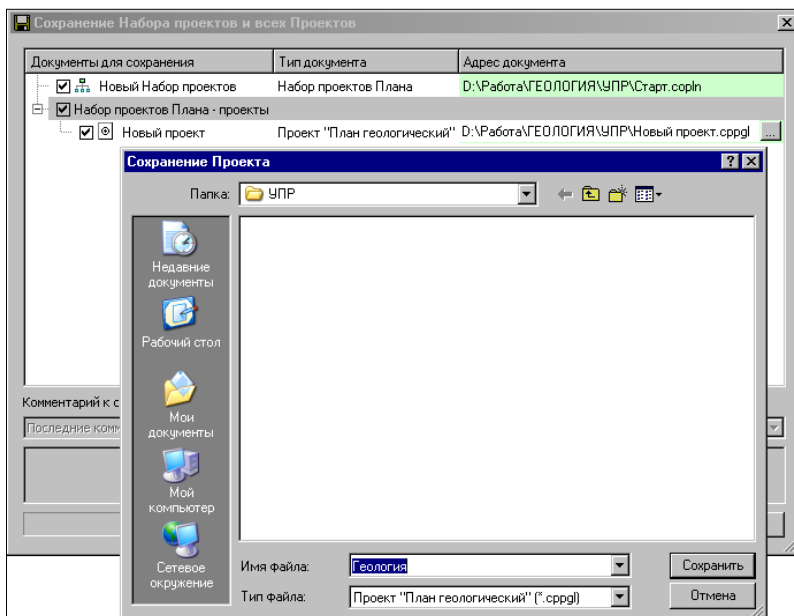 Сохранение Набора проектов и всех Проектов
Документы для сохранения Тип документа Адрес документа
Новый Набор проектов Набор проектов Плана D:\Работа\ГЕОЛОГИЯ\УПР\Старт.copln
Набор проектов Плана - проекты
Новый проект Проект "План геологический" D:\Работа\ГЕОЛОГИЯ\УПР\Новый проект.cppgl ...
Сохранение Проекта
Папка: УПР
Недавние
документы
Рабочий стол
Мои
документы
Мой
компьютер
Сетевое
окружение
Комментарий к с
Последние комм
Имя файла: Геология Сохранить
Тип файла: Проект "План геологический" (*.cppgl) Отмена